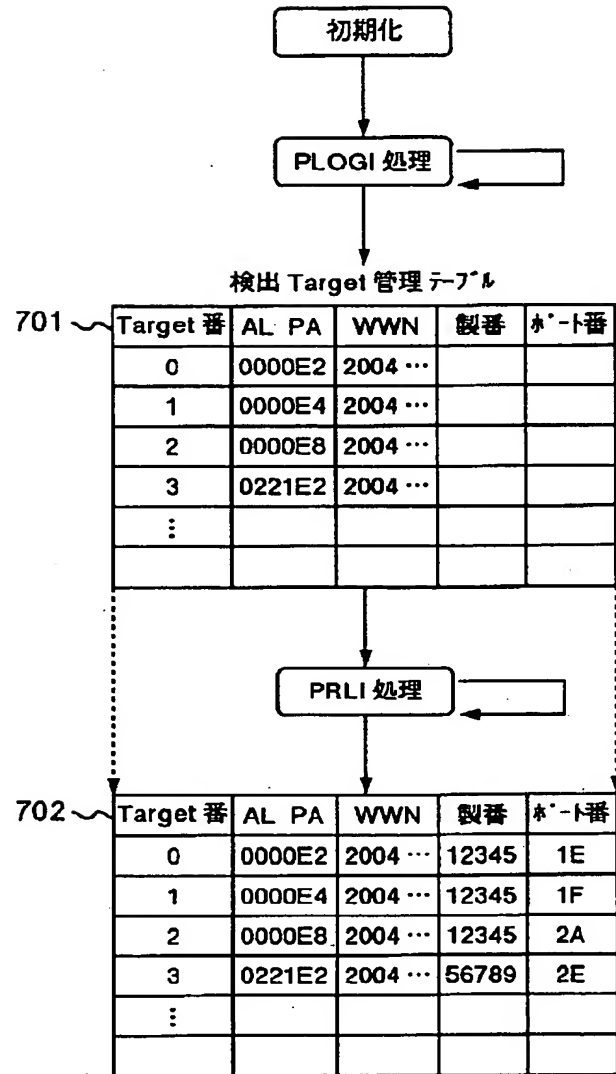 初期化
PLOGI 処理
検出 Target 管理 テーブル
701
Target 番 AL PA WWN 製番 ポート番
0 0000E2 2004 …
1 0000E4 2004 …
2 0000E8 2004 …
3 0221E2 2004 …
⋮
PRLI 処理
702
Target 番 AL PA WWN 製番 ポート番
0 0000E2 2004 … 12345 1E
1 0000E4 2004 … 12345 1F
2 0000E8 2004 … 12345 2A
3 0221E2 2004 … 56789 2E
⋮